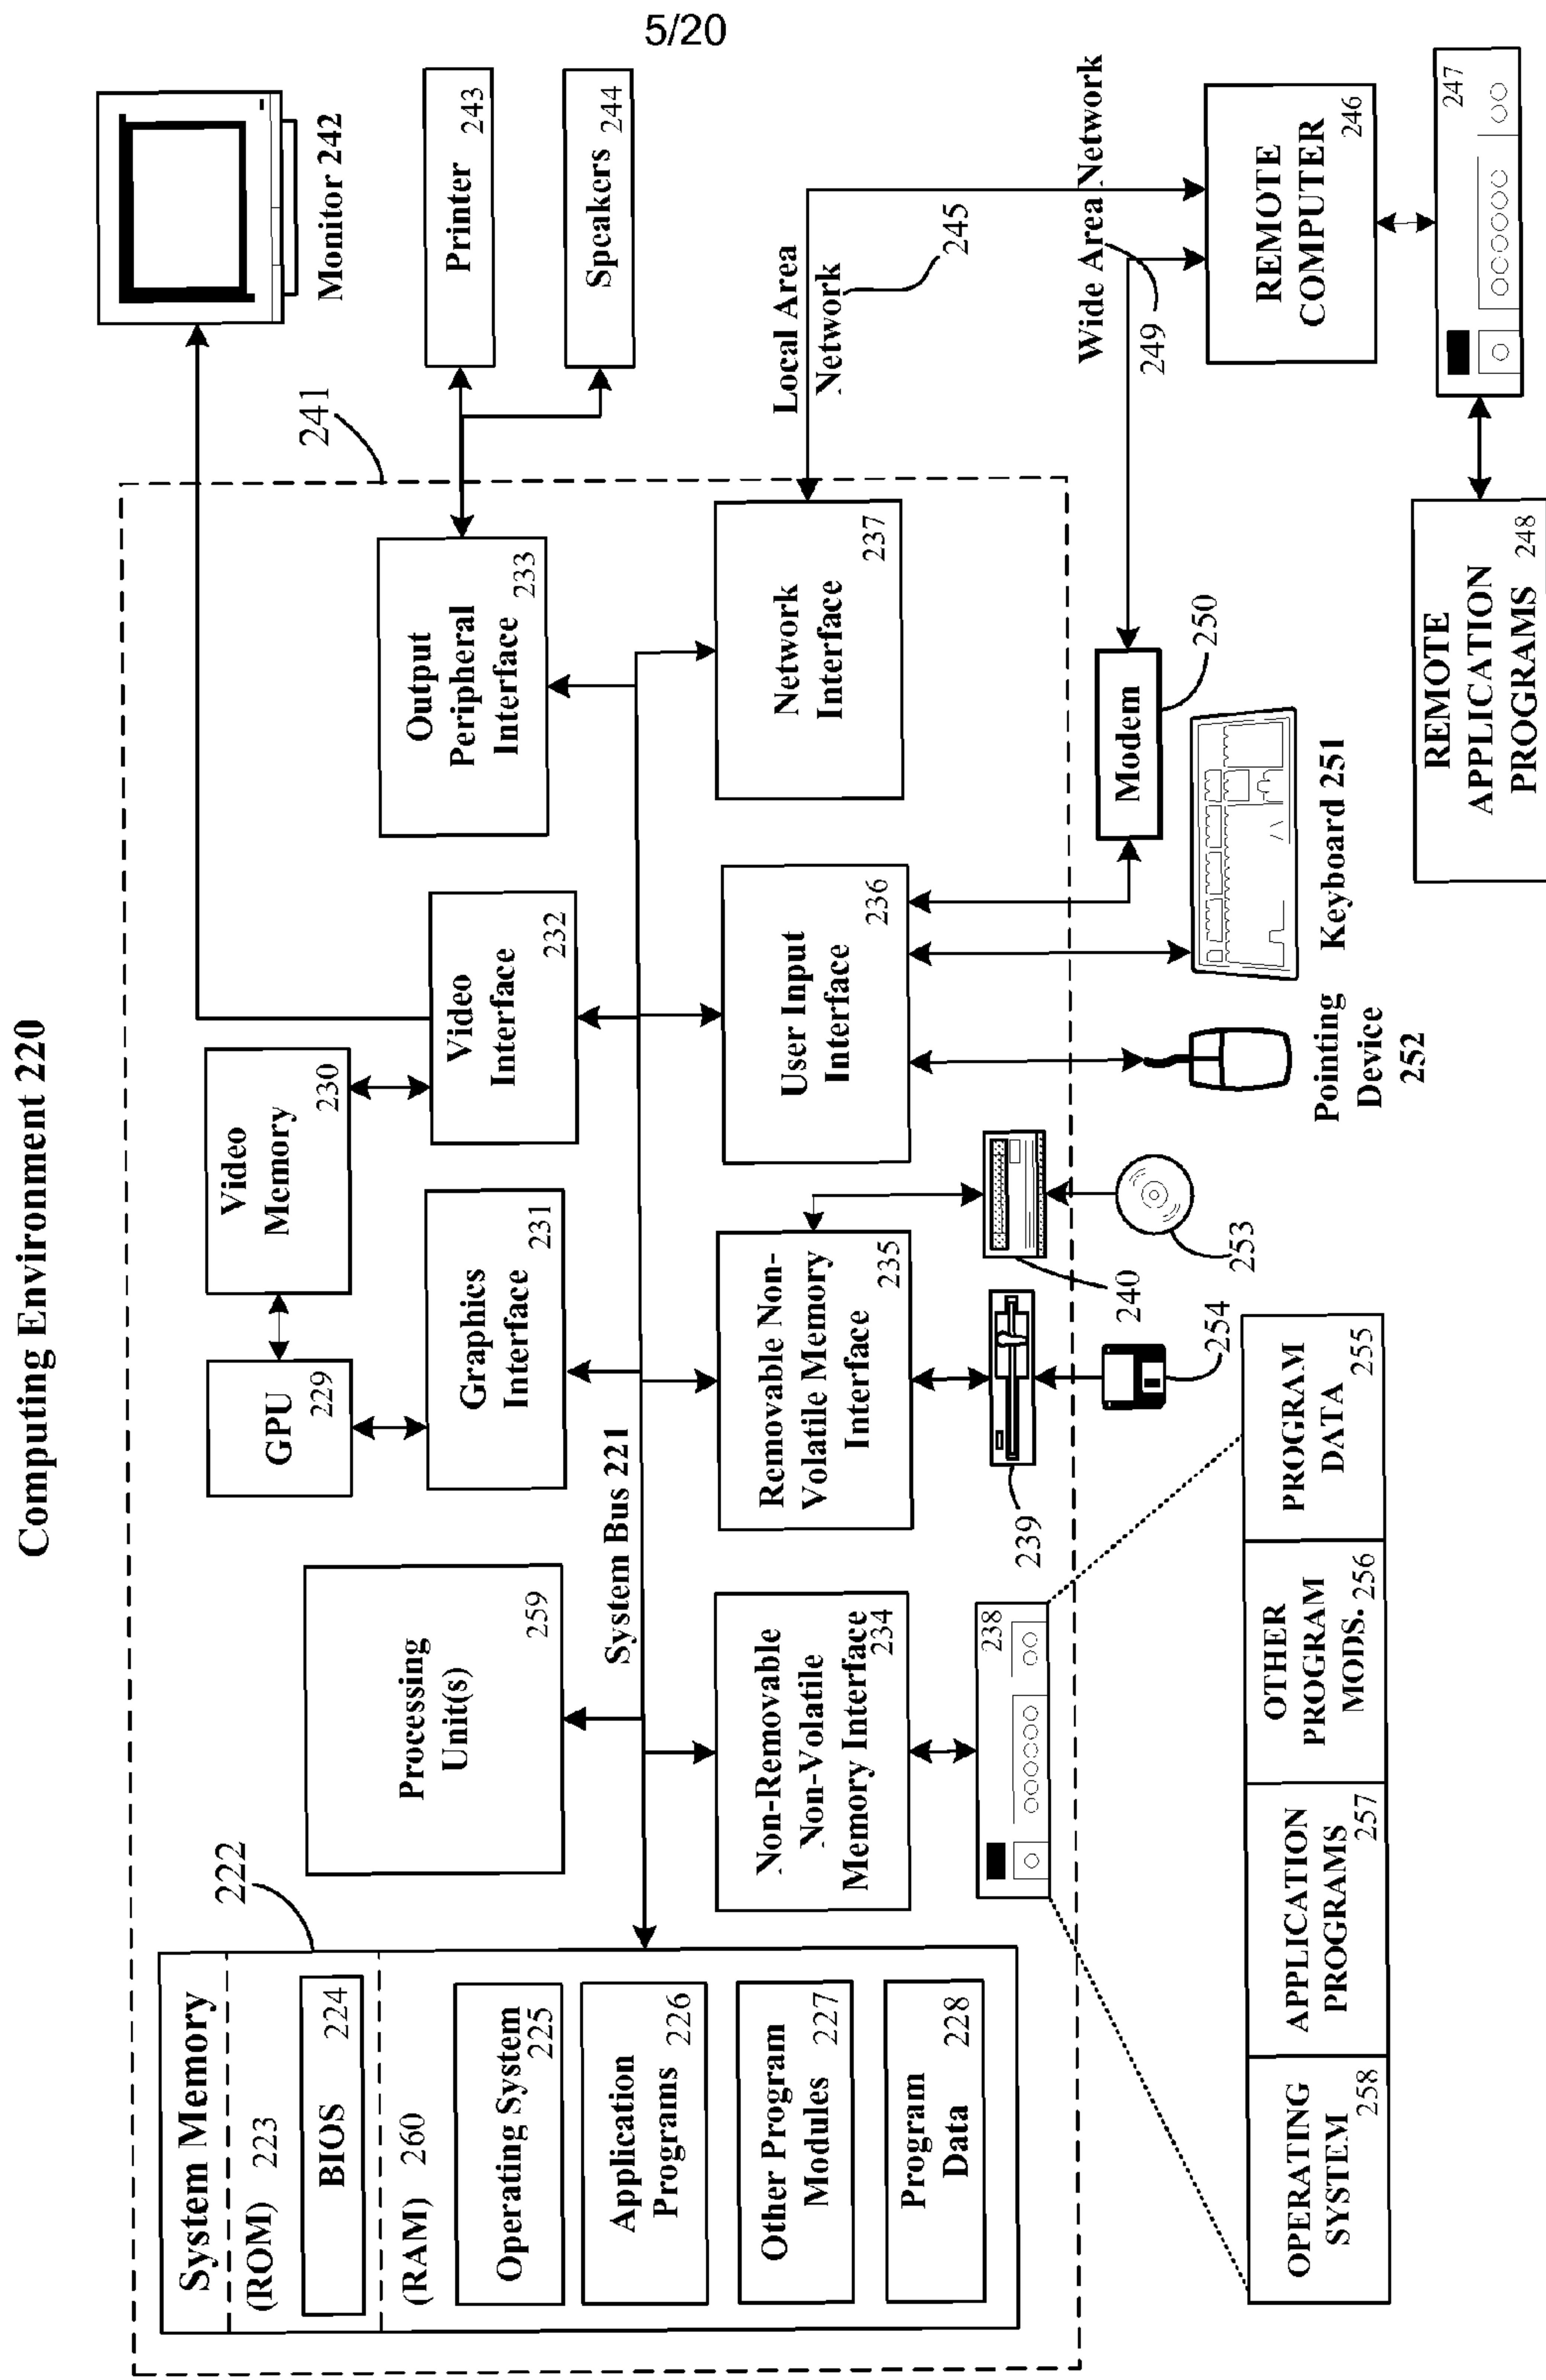 5/20
Computing Environment 220
System Memory
222
(ROM) 223
BIOS 224
(RAM) 260
Operating System
225
Application
Programs 226
Other Program
Modules 227
Program
Data 228
Processing
Unit(s)
259
System Bus 221
GPU
229
Video
Memory
230
Graphics
Interface 231
Video
Interface
232
Output
Peripheral
Interface 233
241
Monitor 242
Printer 243
Speakers 244
Non-Removable
Non-Volatile
Memory Interface
234
Removable Non-
Volatile Memory
Interface 235
User Input
Interface 236
Network
Interface 237
Local Area
Network
245
Wide Area Network
249
238
239
240
254
253
Pointing
Device
252
Keyboard 251
Modem
250
REMOTE
COMPUTER 246
247
REMOTE
APPLICATION
PROGRAMS 248
OPERATING
SYSTEM
258
APPLICATION
PROGRAMS
257
OTHER
PROGRAM
MODS. 256
PROGRAM
DATA 255